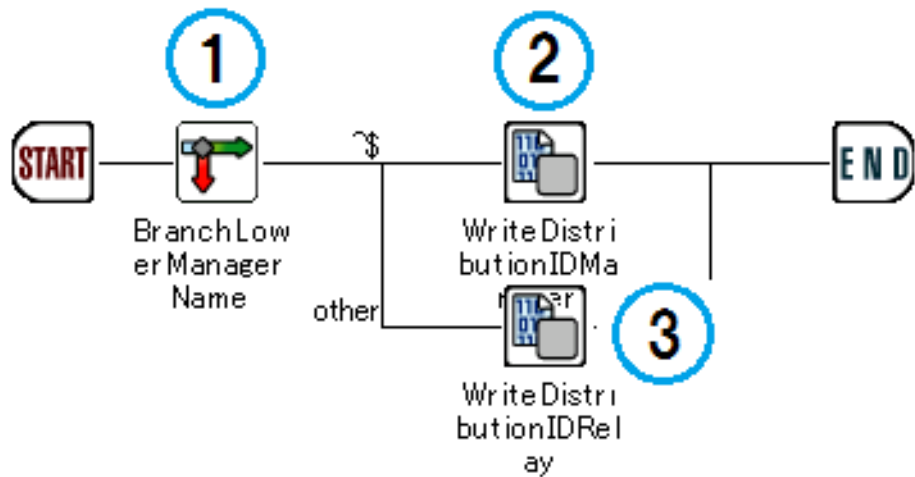 1
2
START
^$
END
BranchLow
erManager
Name
WriteDistri
butionIDMa
other
3
WriteDistri
butionIDRel
ay